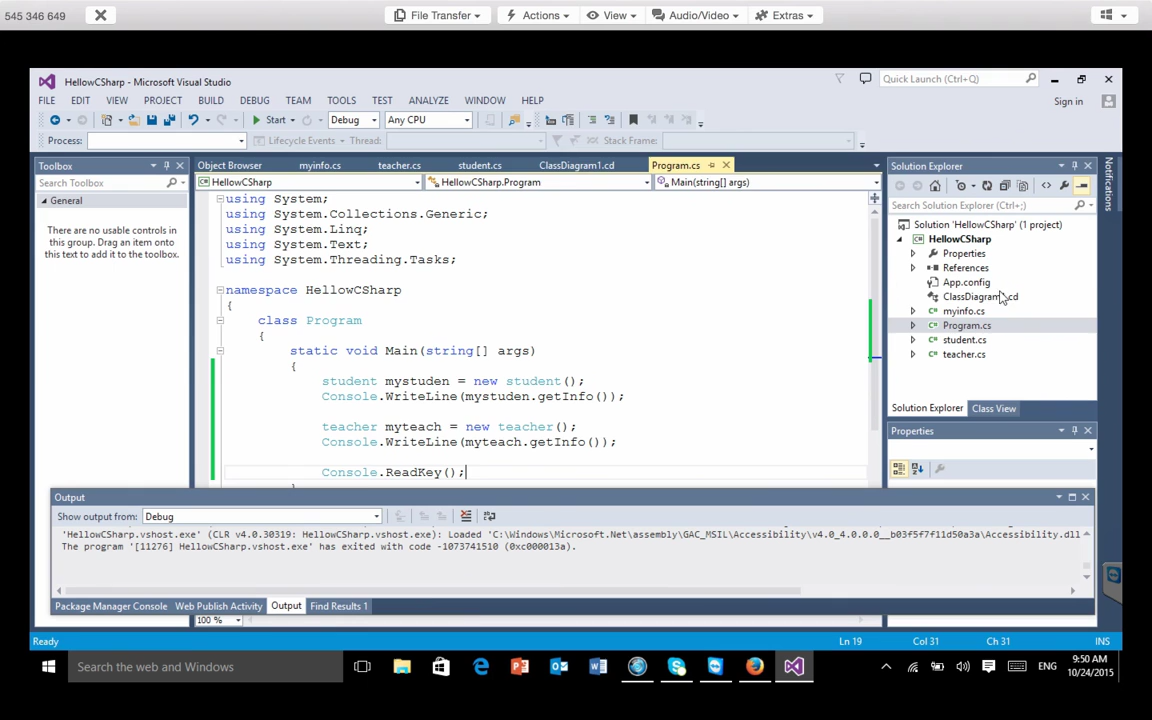 545 346 649
File Transfer
Actions
View
Audio/Video
Extras
HellowCSharp - Microsoft Visual Studio
Quick Launch (Ctrl+Q)
FILE EDIT VIEW PROJECT BUILD DEBUG TEAM TOOLS TEST ANALYZE WINDOW HELP
Sign in
Start
Debug
Any CPU
Process:
Lifecycle Events
Thread:
Stack Frame:
Toolbox
Search Toolbox
General
There are no usable controls in
this group. Drag an item onto
this text to add it to the toolbox.
Object Browser
myinfo.cs
teacher.cs
student.cs
ClassDiagram1.cd
Program.cs
HellowCSharp
HellowCSharp.Program
Main(string[] args)
using System;
using System.Collections.Generic;
using System.Linq;
using System.Text;
using System.Threading.Tasks;
namespace HellowCSharp
{
class Program
{
static void Main(string[] args)
{
student mystuden = new student();
Console.WriteLine(mystuden.getInfo());
teacher myteach = new teacher();
Console.WriteLine(myteach.getInfo());
Console.ReadKey();
Solution Explorer
Search Solution Explorer (Ctrl+;)
Solution 'HellowCSharp' (1 project)
HellowCSharp
Properties
References
App.config
myinfo.cs
Program.cs
student.cs
teacher.cs
Solution Explorer
Class View
Properties
Notifications
Output
Show output from:
Debug
'HellowCSharp.vshost.exe' (CLR v4.0.30319: HellowCSharp.vshost.exe): Loaded 'C:\Windows\Microsoft.Net\assembly\GAC_MSIL\Accessibility\v4.0_4.0.0.0__b03f5f7f11d50a3a\Accessibility.dll
The program '[11276] HellowCSharp.vshost.exe' has exited with code -1073741510 (0xc000013a).
Package Manager Console
Web Publish Activity
Output
Find Results 1
100 %
Ready
Ln 19
Col 31
Ch 31
INS
Search the web and Windows
ENG
9:50 AM
10/24/2015